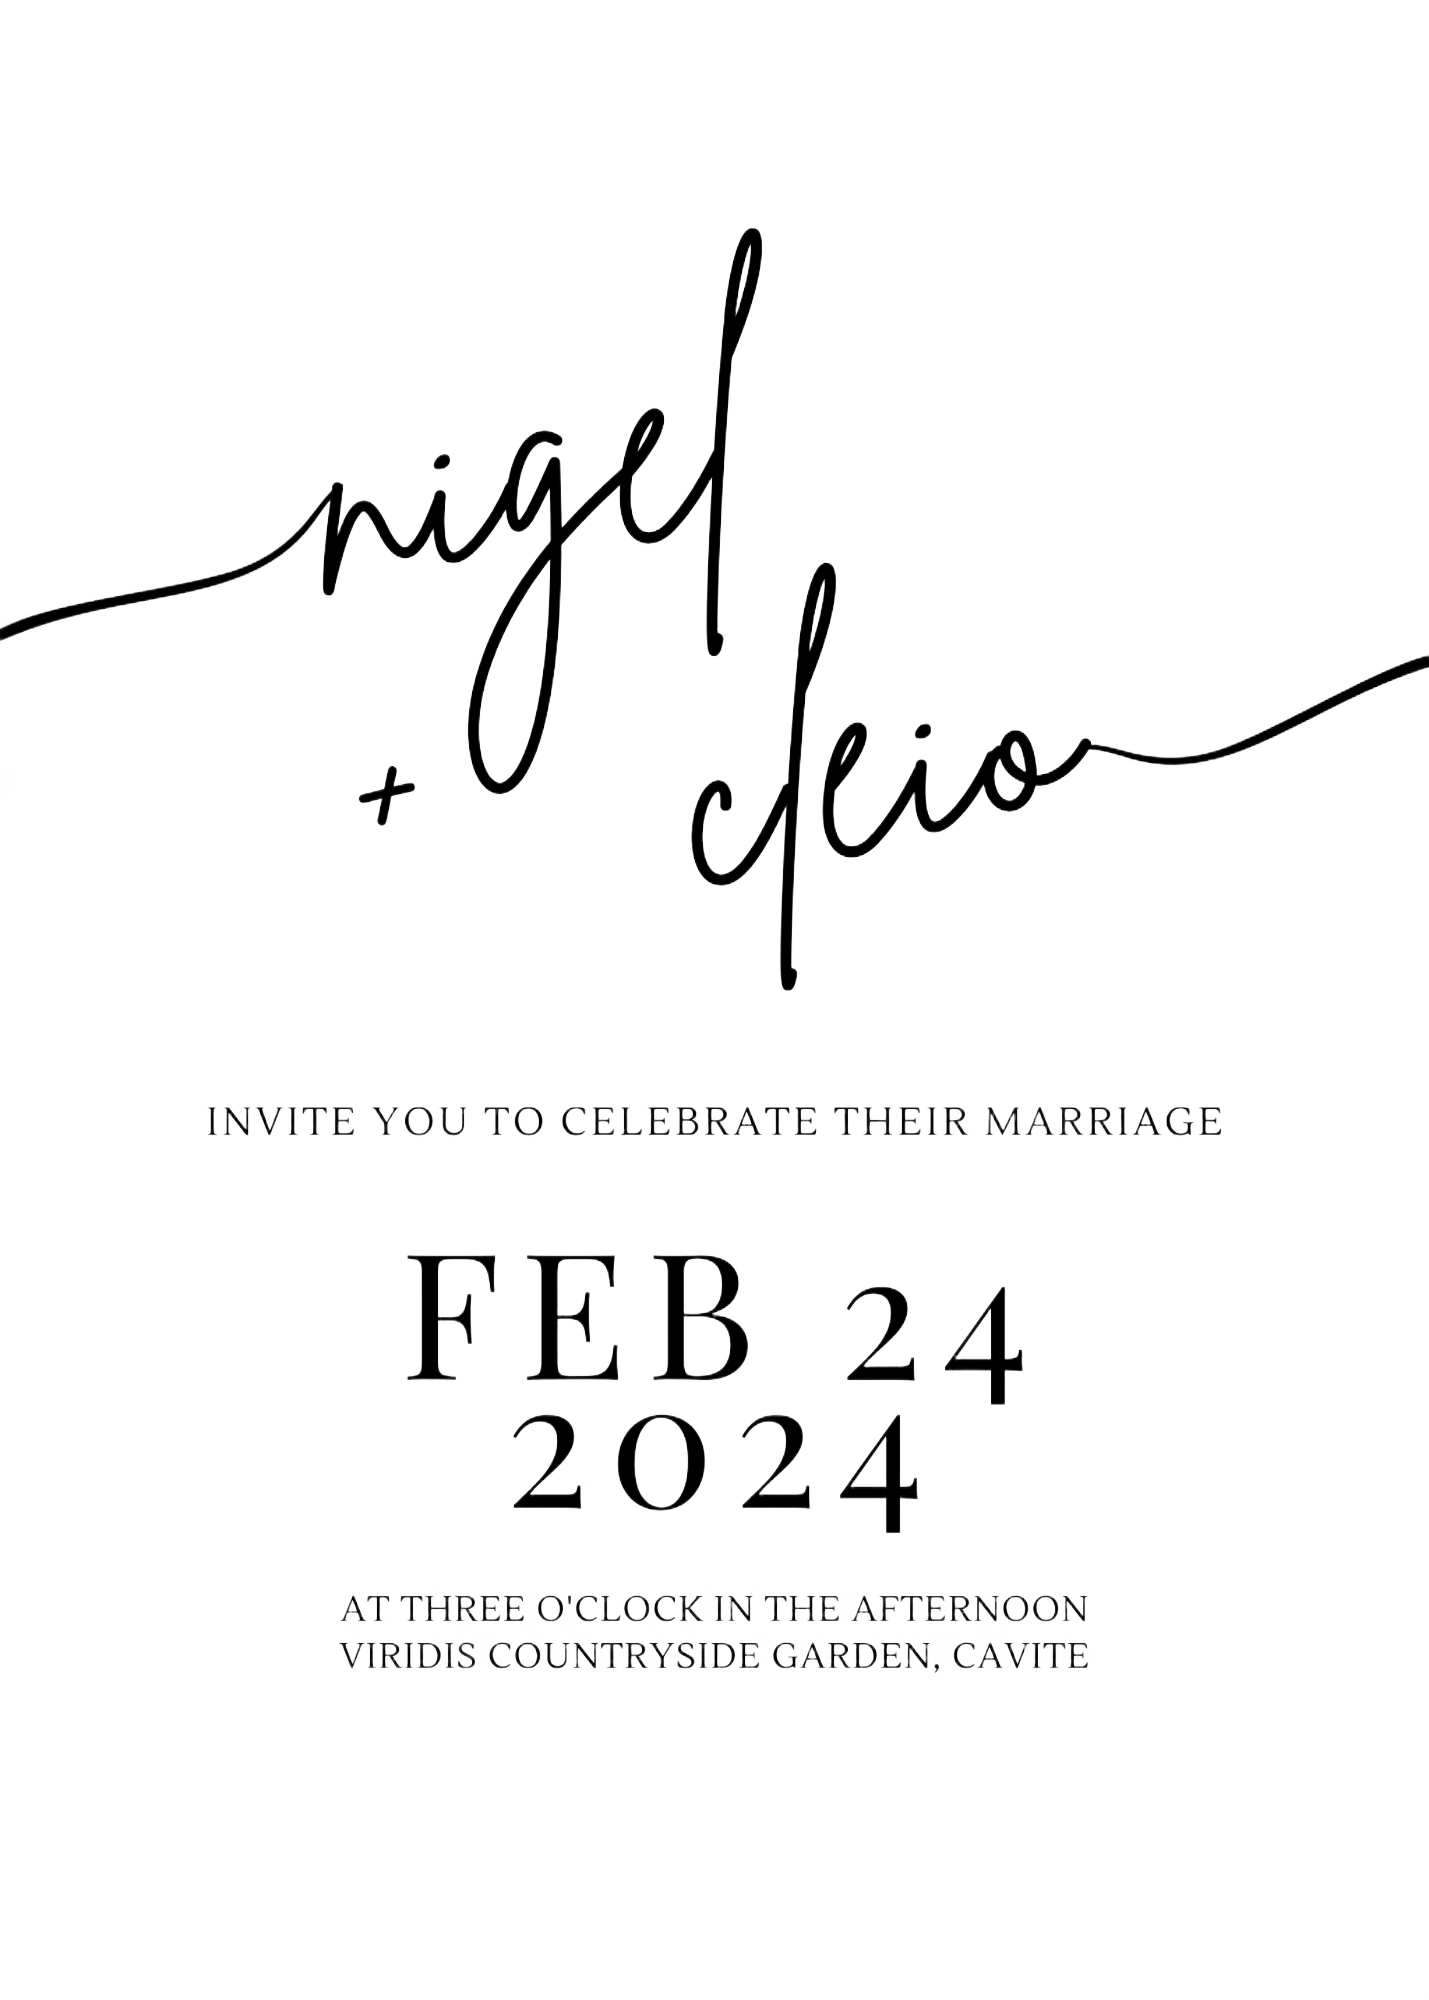 nigel
+ cleio
INVITE YOU TO CELEBRATE THEIR MARRIAGE
FEB 24
2024
AT THREE O'CLOCK IN THE AFTERNOON
VIRIDIS COUNTRYSIDE GARDEN, CAVITE